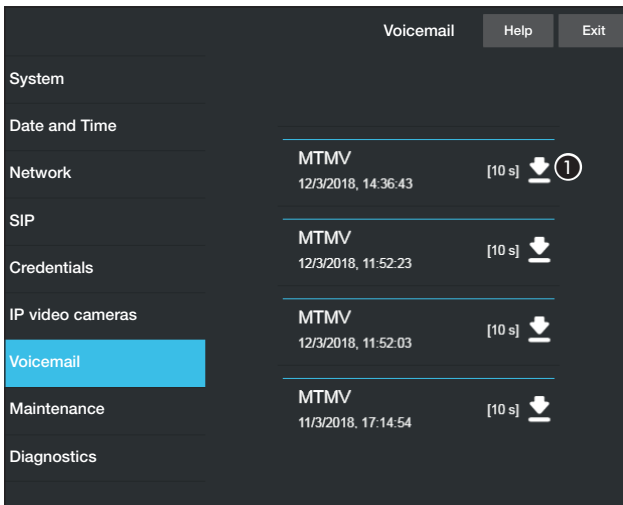 Voicemail Help Exit
System
Date and Time
Network
SIP
Credentials
IP video cameras
Voicemail
Maintenance
Diagnostics
MTMV
12/3/2018, 14:36:43
[10 s] 1
MTMV
12/3/2018, 11:52:23
[10 s]
MTMV
12/3/2018, 11:52:03
[10 s]
MTMV
11/3/2018, 17:14:54
[10 s]